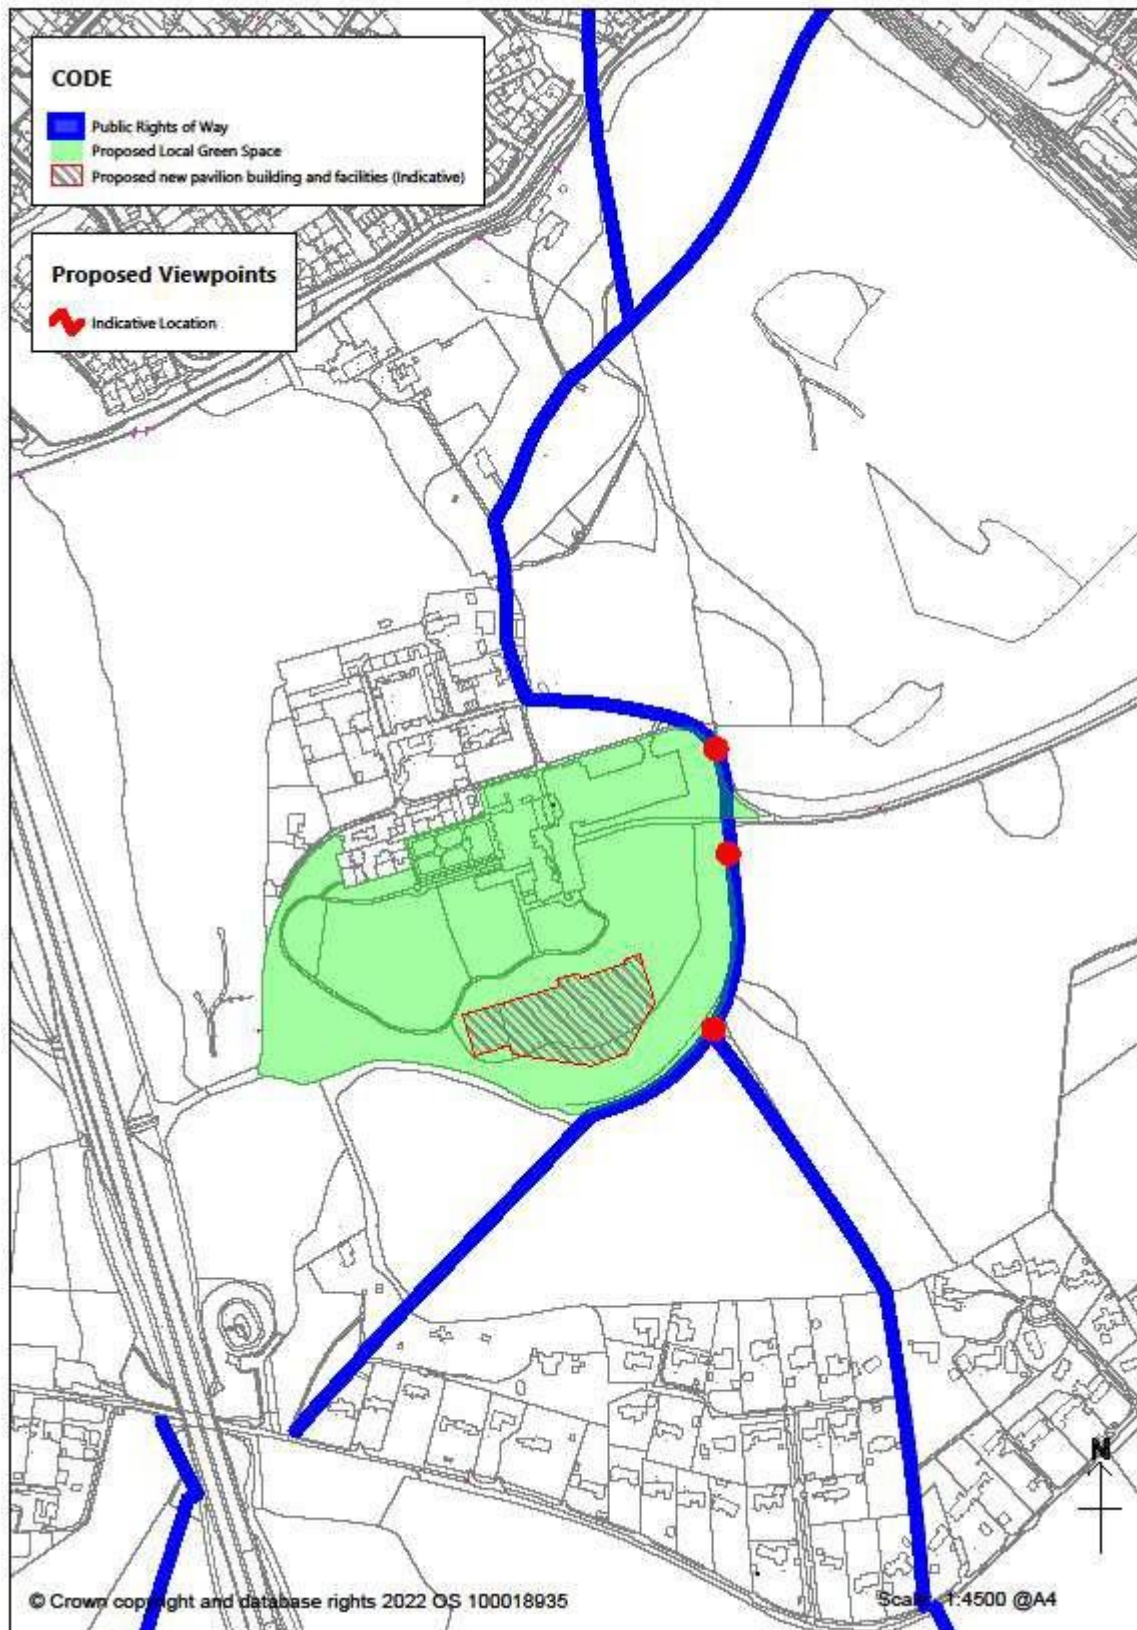 CODE
Public Rights of Way
Proposed Local Green Space
Proposed new pavilion building and facilities (Indicative)
Proposed Viewpoints
Indicative Location
N
© Crown copyright and database rights 2022 OS 100018935
Scale 1:4500 @A4